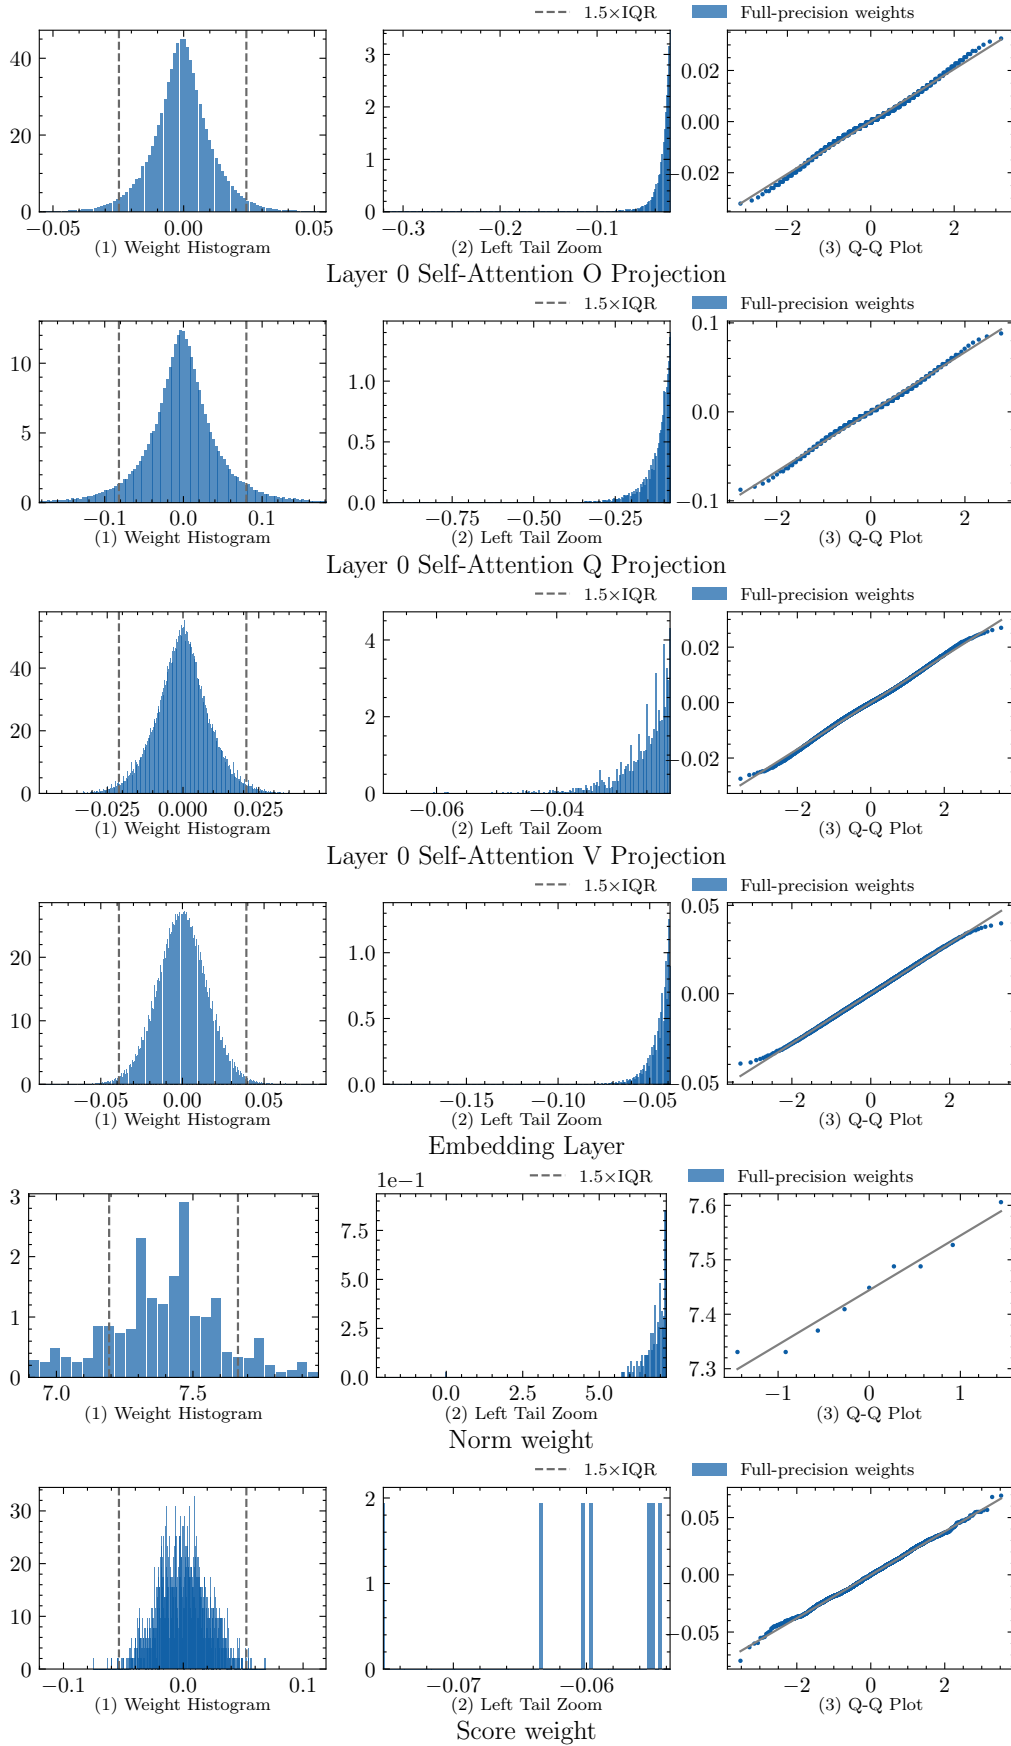 1.5×IQR Full-precision weights
40
20
0
−0.05 0.00 0.05
(1) Weight Histogram
3
2
1
0
−0.3 −0.2 −0.1
(2) Left Tail Zoom
0.02
0.00
−0.02
−2 0 2
(3) Q-Q Plot
Layer 0 Self-Attention O Projection
1.5×IQR Full-precision weights
10
5
0
−0.1 0.0 0.1
(1) Weight Histogram
1.0
0.5
0.0
−0.75 −0.50 −0.25
(2) Left Tail Zoom
0.1
0.0
−0.1
−2 0 2
(3) Q-Q Plot
Layer 0 Self-Attention Q Projection
1.5×IQR Full-precision weights
40
20
0
−0.025 0.000 0.025
(1) Weight Histogram
4
2
0
−0.06 −0.04
(2) Left Tail Zoom
0.02
0.00
−0.02
−2 0 2
(3) Q-Q Plot
Layer 0 Self-Attention V Projection
1.5×IQR Full-precision weights
20
10
0
−0.05 0.00 0.05
(1) Weight Histogram
1.0
0.5
0.0
−0.15 −0.10 −0.05
(2) Left Tail Zoom
0.05
0.00
−0.05
−2 0 2
(3) Q-Q Plot
Embedding Layer
1.5×IQR Full-precision weights
3
2
1
0
7.0 7.5
(1) Weight Histogram
1e−1
7.5
5.0
2.5
0.0
0.0 2.5 5.0
(2) Left Tail Zoom
7.6
7.5
7.4
7.3
−1 0 1
(3) Q-Q Plot
Norm weight
1.5×IQR Full-precision weights
30
20
10
0
−0.1 0.0 0.1
(1) Weight Histogram
2
1
0
−0.07 −0.06
(2) Left Tail Zoom
0.05
0.00
−0.05
−2 0 2
(3) Q-Q Plot
Score weight